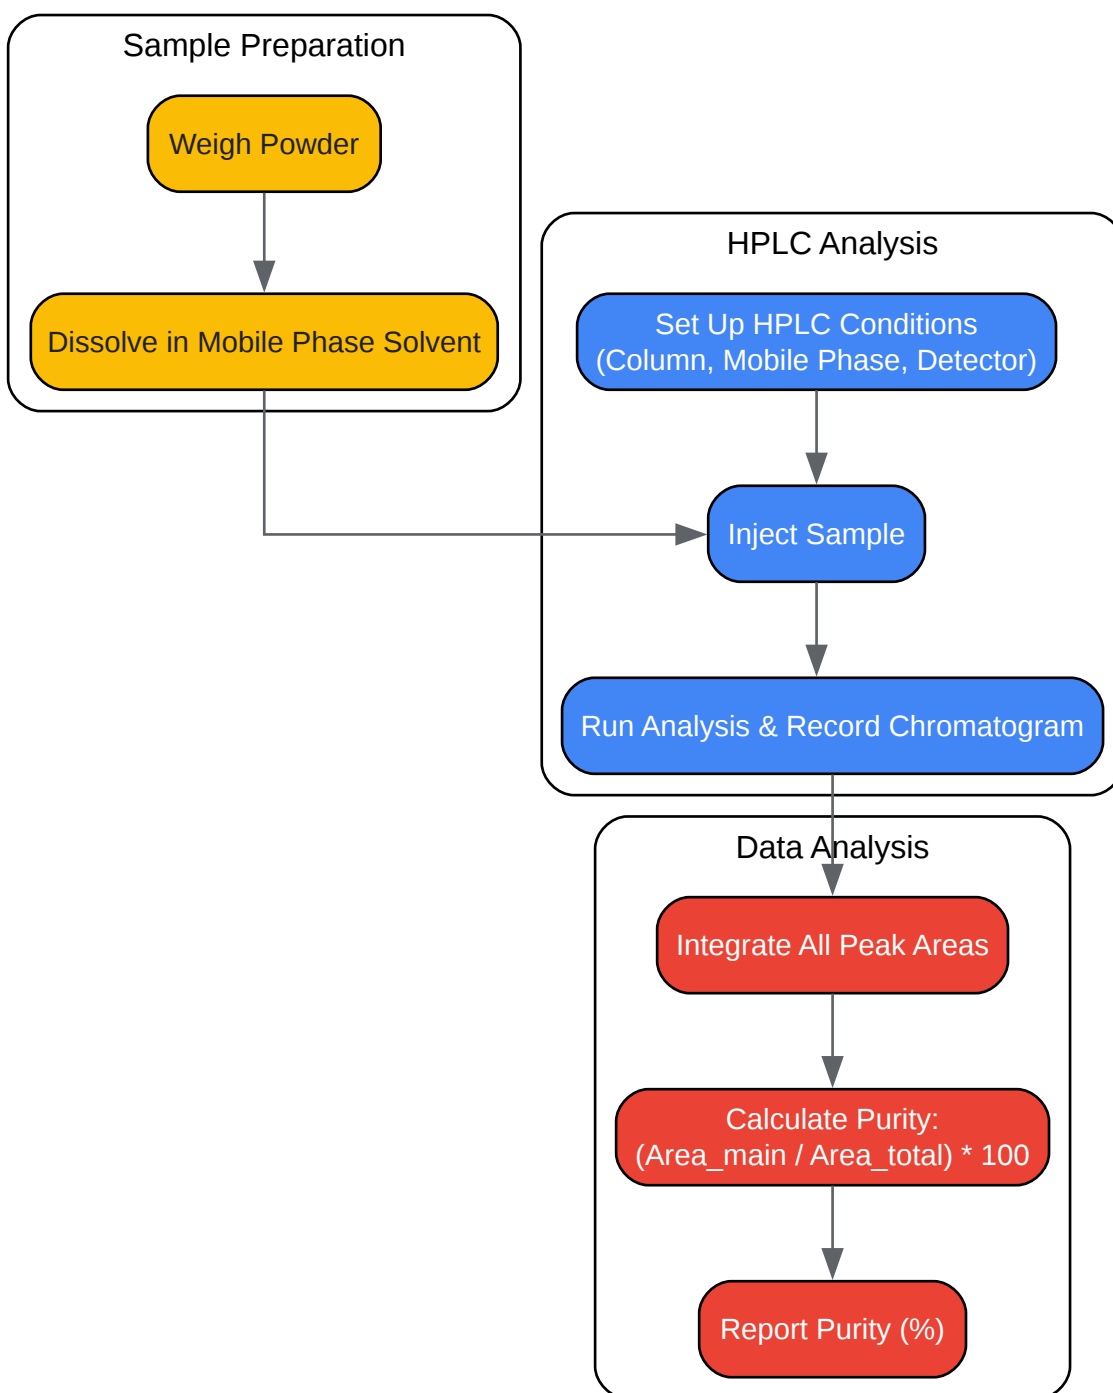 Sample Preparation
Weigh Powder
Dissolve in Mobile Phase Solvent
HPLC Analysis
Set Up HPLC Conditions
(Column, Mobile Phase, Detector)
Inject Sample
Run Analysis & Record Chromatogram
Data Analysis
Integrate All Peak Areas
Calculate Purity:
(Area_main / Area_total) * 100
Report Purity (%)